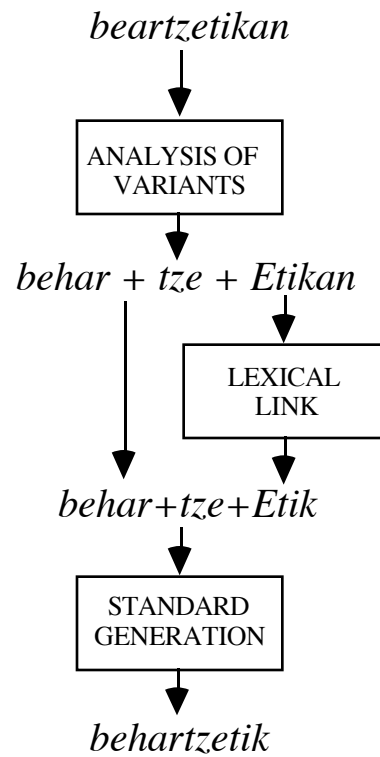 beartzetikan
ANALYSIS OF
VARIANTS
behar + tze + Etikan
LEXICAL
LINK
behar+tze+Etik
STANDARD
GENERATION
behartzetik